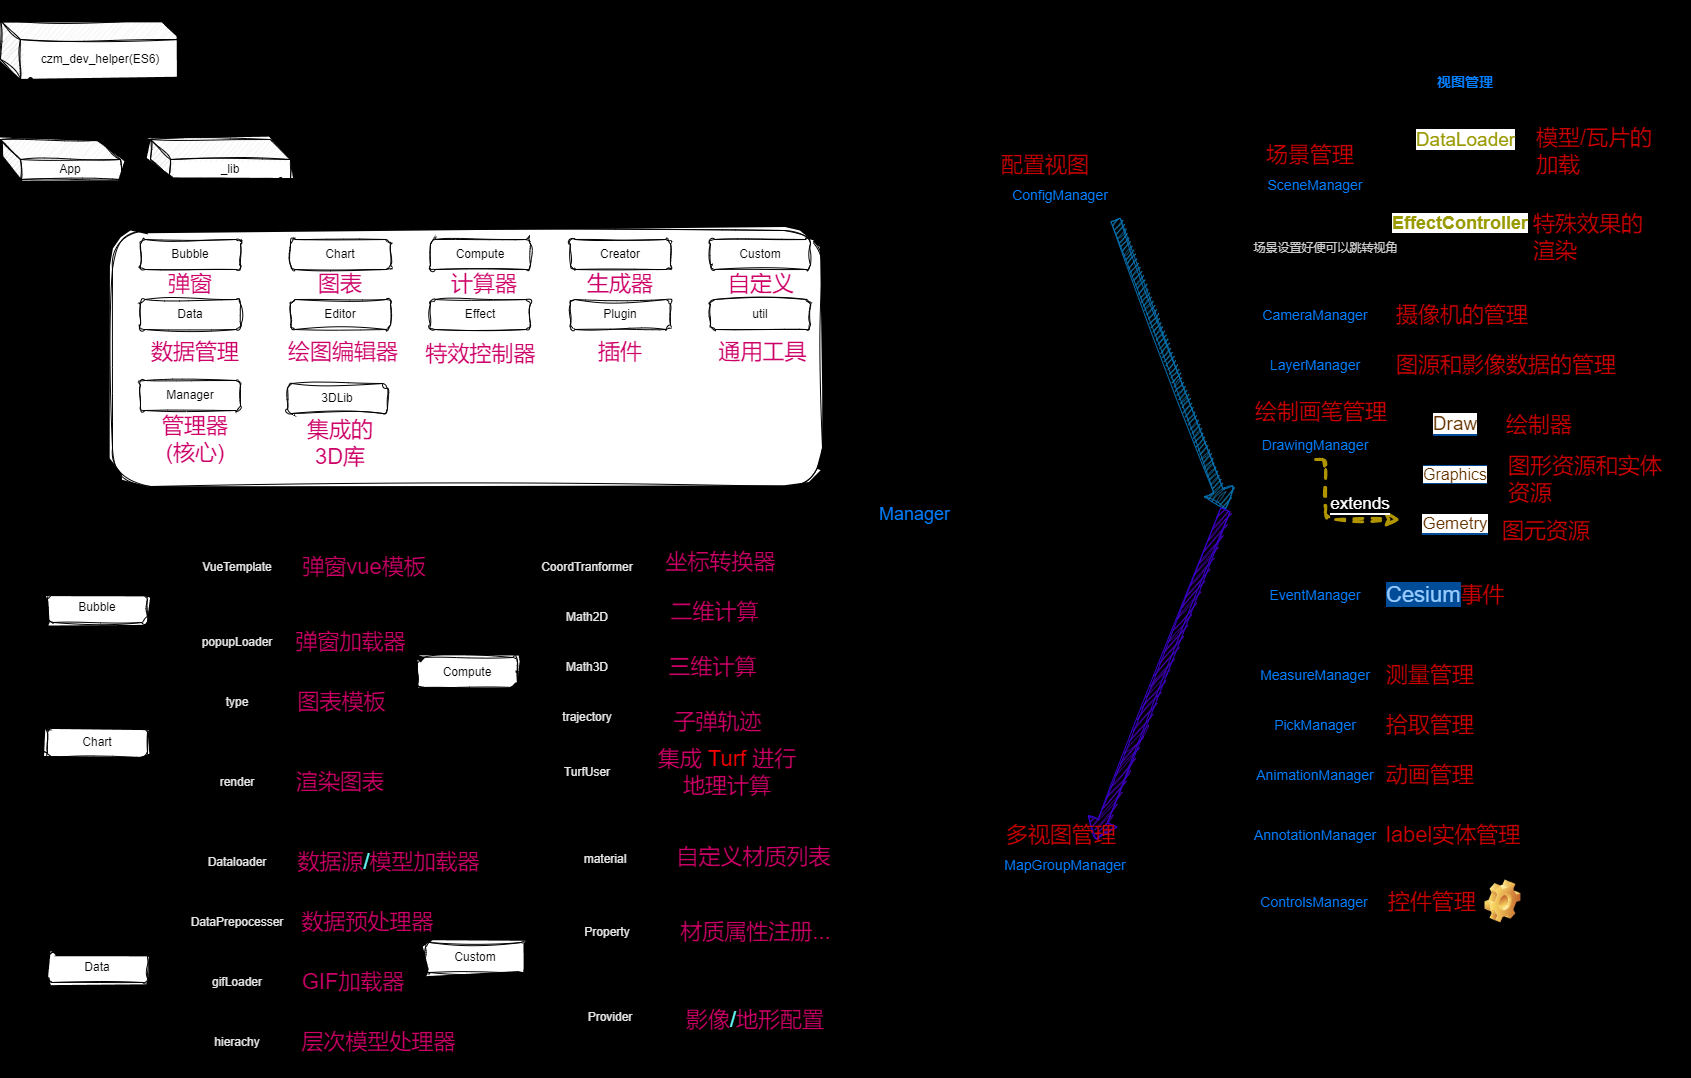 czm_dev_helper(ES6)
App
_lib
Bubble
弹窗
Chart
图表
Compute
计算器
Creator
生成器
Custom
自定义
Data
数据管理
Editor
绘图编辑器
Effect
特效控制器
Plugin
插件
util
通用工具
Manager
管理器
(核心)
3DLib
集成的
3D库
Bubble
VueTemplate
弹窗vue模板
popupLoader
弹窗加载器
Chart
type
图表模板
render
渲染图表
Data
Dataloader
数据源/模型加载器
DataPrepocesser
数据预处理器
gifLoader
GIF加载器
hierachy
层次模型处理器
Compute
CoordTranformer
坐标转换器
Math2D
二维计算
Math3D
三维计算
trajectory
子弹轨迹
TurfUser
集成 Turf 进行
地理计算
Custom
material
自定义材质列表
Property
材质属性注册...
Provider
影像/地形配置
Manager
配置视图
ConfigManager
多视图管理
MapGroupManager
视图管理
场景管理
SceneManager
DataLoader
模型/瓦片的
加载
EffectController
特殊效果的
渲染
场景设置好便可以跳转视角
CameraManager
摄像机的管理
LayerManager
图源和影像数据的管理
绘制画笔管理
DrawingManager
extends
Draw
绘制器
Graphics
图形资源和实体
资源
Gemetry
图元资源
EventManager
Cesium事件
MeasureManager
测量管理
PickManager
拾取管理
AnimationManager
动画管理
AnnotationManager
label实体管理
ControlsManager
控件管理